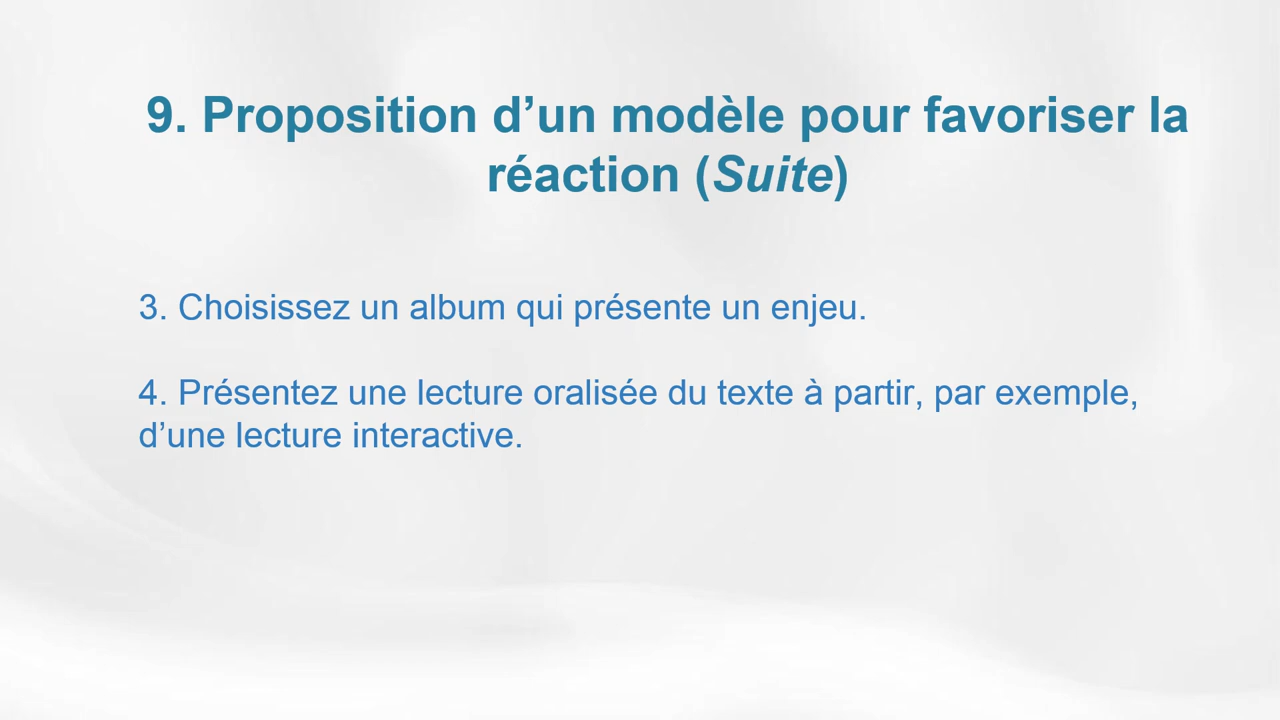 9. Proposition d’un modèle pour favoriser la
réaction (Suite)
3. Choisissez un album qui présente un enjeu.
4. Présentez une lecture oralisée du texte à partir, par exemple,
d’une lecture interactive.